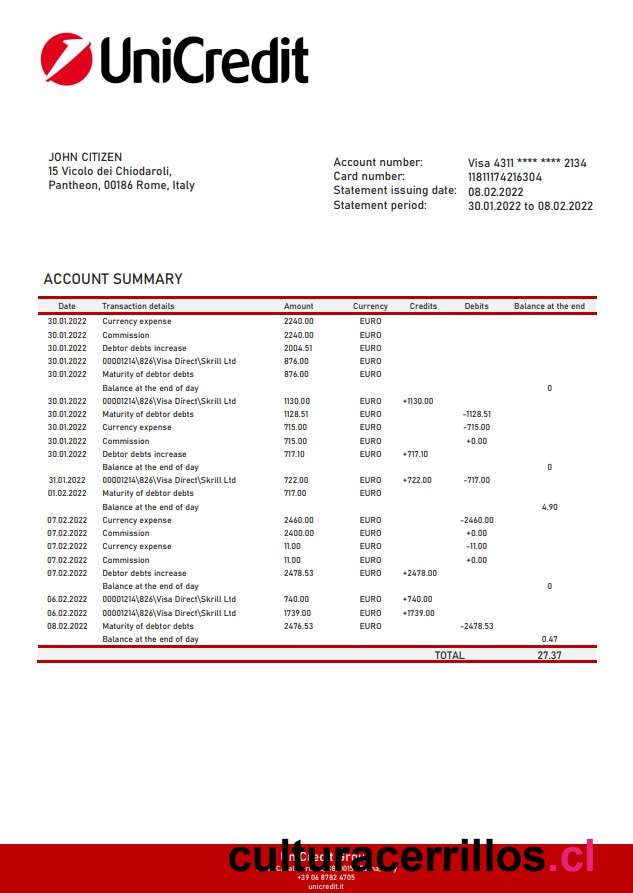 UniCredit
JOHN CITIZEN
15 Vicolo dei Chiodaroli,
Pantheon, 00186 Rome, Italy
Account number: Visa 4311 **** **** 2134
Card number: 11811174216304
Statement issuing date: 08.02.2022
Statement period: 30.01.2022 to 08.02.2022
ACCOUNT SUMMARY
Date Transaction details Amount Currency Credits Debits Balance at the end
30.01.2022 Currency expense 2240.00 EURO
30.01.2022 Commission 2240.00 EURO
30.01.2022 Debtor debts increase 2004.51 EURO
30.01.2022 00001214\826\Visa Direct\Skrill Ltd 876.00 EURO
30.01.2022 Maturity of debtor debts 876.00 EURO
Balance at the end of day 0
30.01.2022 00001214\826\Visa Direct\Skrill Ltd 1130.00 EURO +1130.00
30.01.2022 Maturity of debtor debts 1128.51 EURO -1128.51
30.01.2022 Currency expense 715.00 EURO -715.00
30.01.2022 Commission 715.00 EURO +0.00
30.01.2022 Debtor debts increase 717.10 EURO +717.10
Balance at the end of day 0
31.01.2022 00001214\826\Visa Direct\Skrill Ltd 722.00 EURO +722.00 -717.00
01.02.2022 Maturity of debtor debts 717.00 EURO
Balance at the end of day 4.90
07.02.2022 Currency expense 2460.00 EURO -2460.00
07.02.2022 Commission 2400.00 EURO +0.00
07.02.2022 Currency expense 11.00 EURO -11.00
07.02.2022 Commission 11.00 EURO +0.00
07.02.2022 Debtor debts increase 2478.53 EURO +2478.00
Balance at the end of day 0
06.02.2022 00001214\826\Visa Direct\Skrill Ltd 740.00 EURO +740.00
06.02.2022 00001214\826\Visa Direct\Skrill Ltd 1739.00 EURO +1739.00
08.02.2022 Maturity of debtor debts 2476.53 EURO -2478.53
Balance at the end of day 0.47
TOTAL 27.37
culturacerrillos.cl
+39 06 8782 4705
unicredit.it